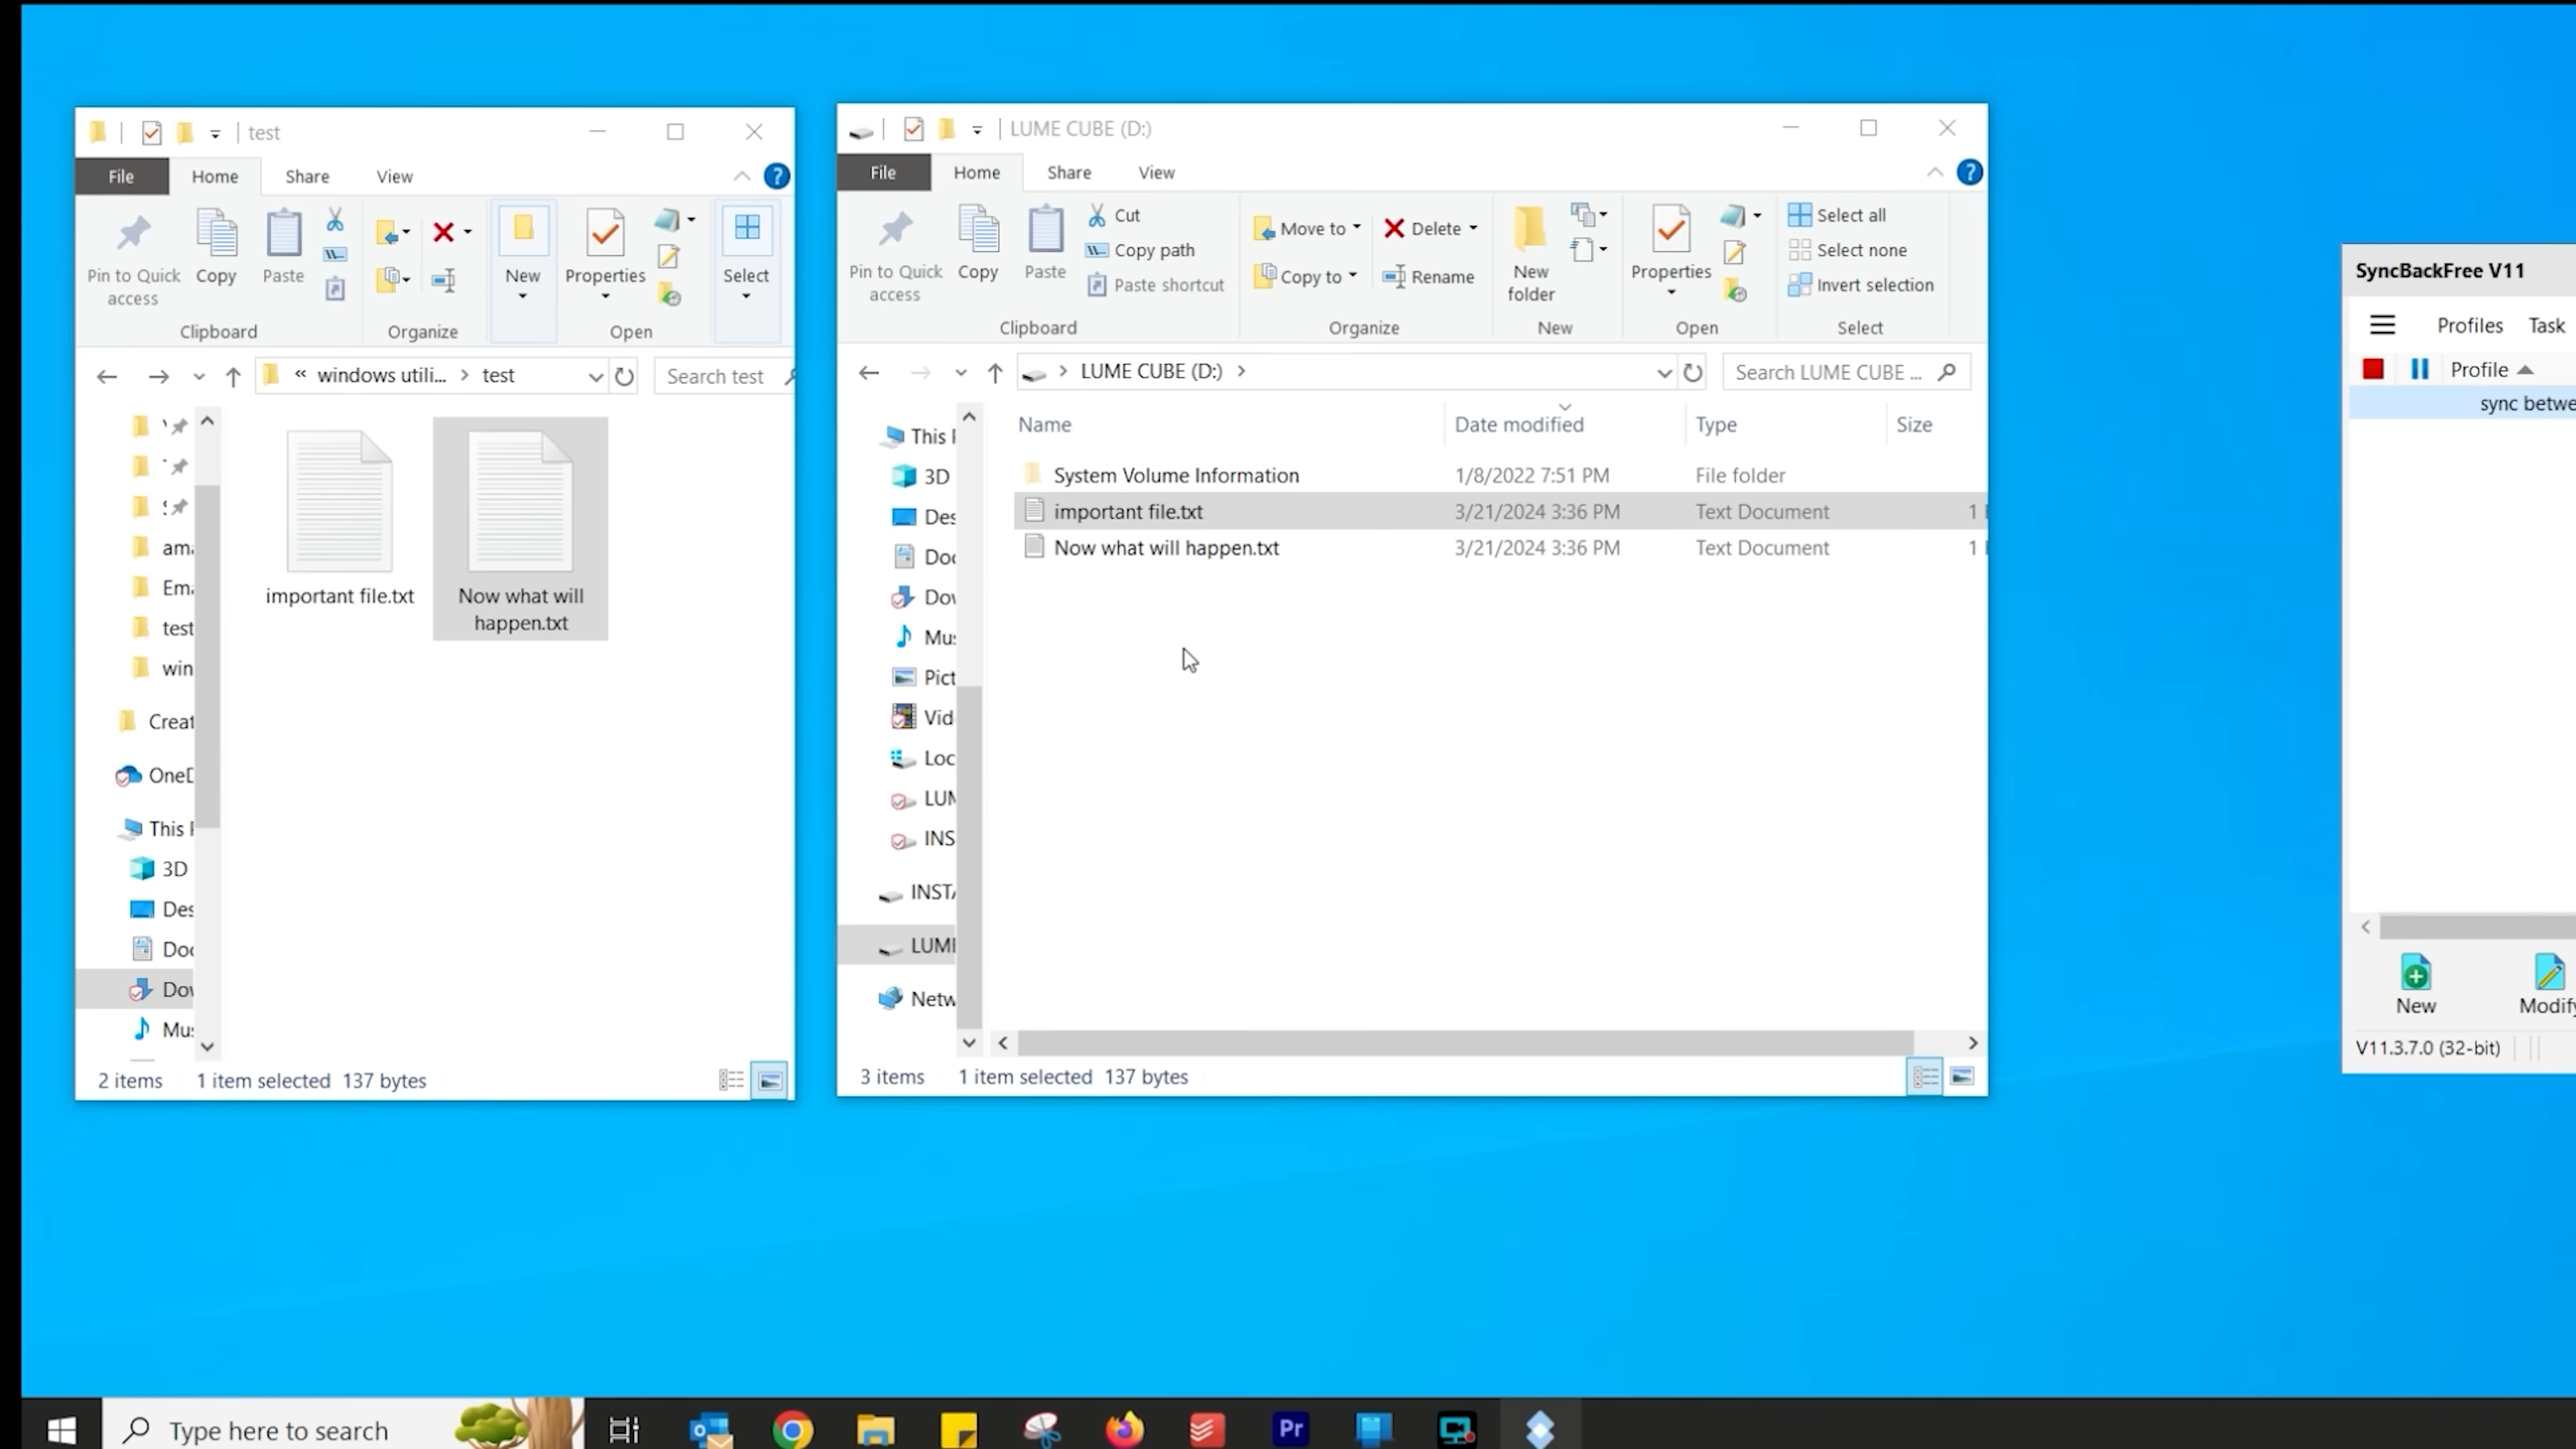 test
File Home Share View
Pin to Quick access
Copy
Paste
Clipboard
Organize
New
Properties
Open
Select
« windows utili... > test
Search test
ama
Ema
test
win
Creat
OneD
This P
3D
Des
Doc
Dov
Mus
important file.txt
Now what will happen.txt
2 items 1 item selected 137 bytes
LUME CUBE (D:)
File Home Share View
Pin to Quick access
Copy
Paste
Cut
Copy path
Paste shortcut
Clipboard
Move to
Copy to
Delete
Rename
Organize
New folder
New
Properties
Open
Select all
Select none
Invert selection
Select
LUME CUBE (D:) >
Search LUME CUBE ...
This P
3D
Des
Doc
Dov
Mus
Pict
Vid
Loc
LUM
INS
INST
LUME
Netw
Name Date modified Type Size
System Volume Information 1/8/2022 7:51 PM File folder
important file.txt 3/21/2024 3:36 PM Text Document 1
Now what will happen.txt 3/21/2024 3:36 PM Text Document 1
3 items 1 item selected 137 bytes
SyncBackFree V11
Profiles Task
Profile
sync betwe
New
Modify
V11.3.7.0 (32-bit)
Type here to search
Pr